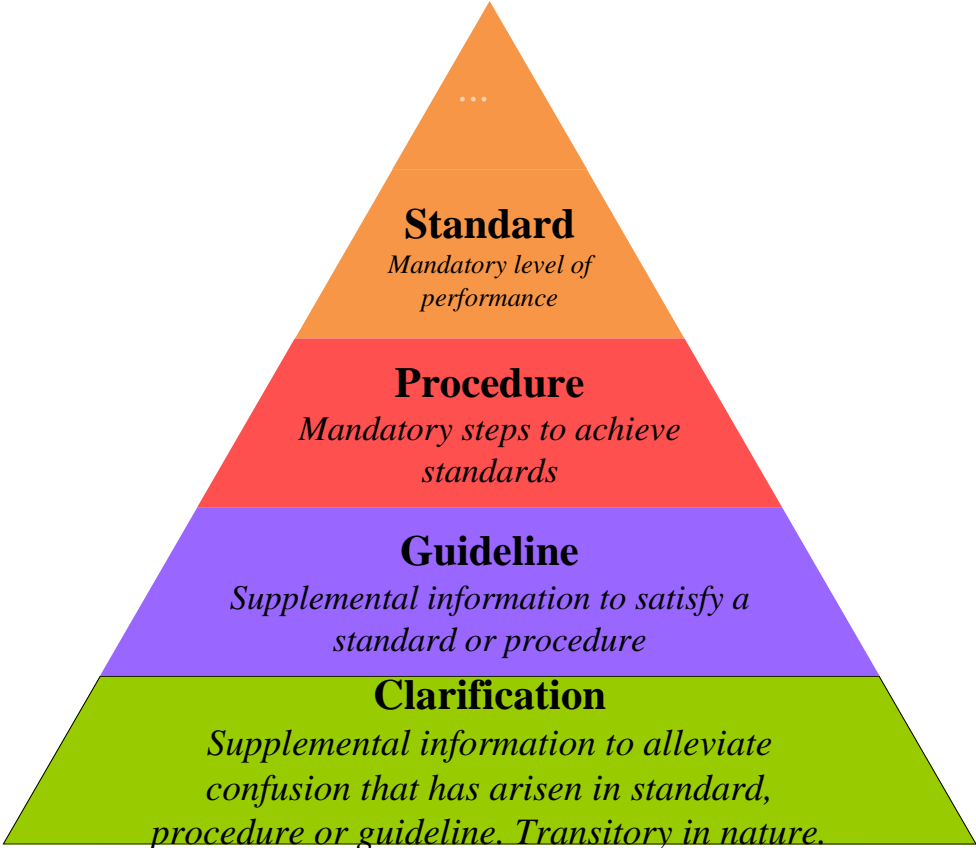 ...
Standard
Mandatory level of
performance
Procedure
Mandatory steps to achieve
standards
Guideline
Supplemental information to satisfy a
standard or procedure
Clarification
Supplemental information to alleviate
confusion that has arisen in standard,
procedure or guideline. Transitory in nature.